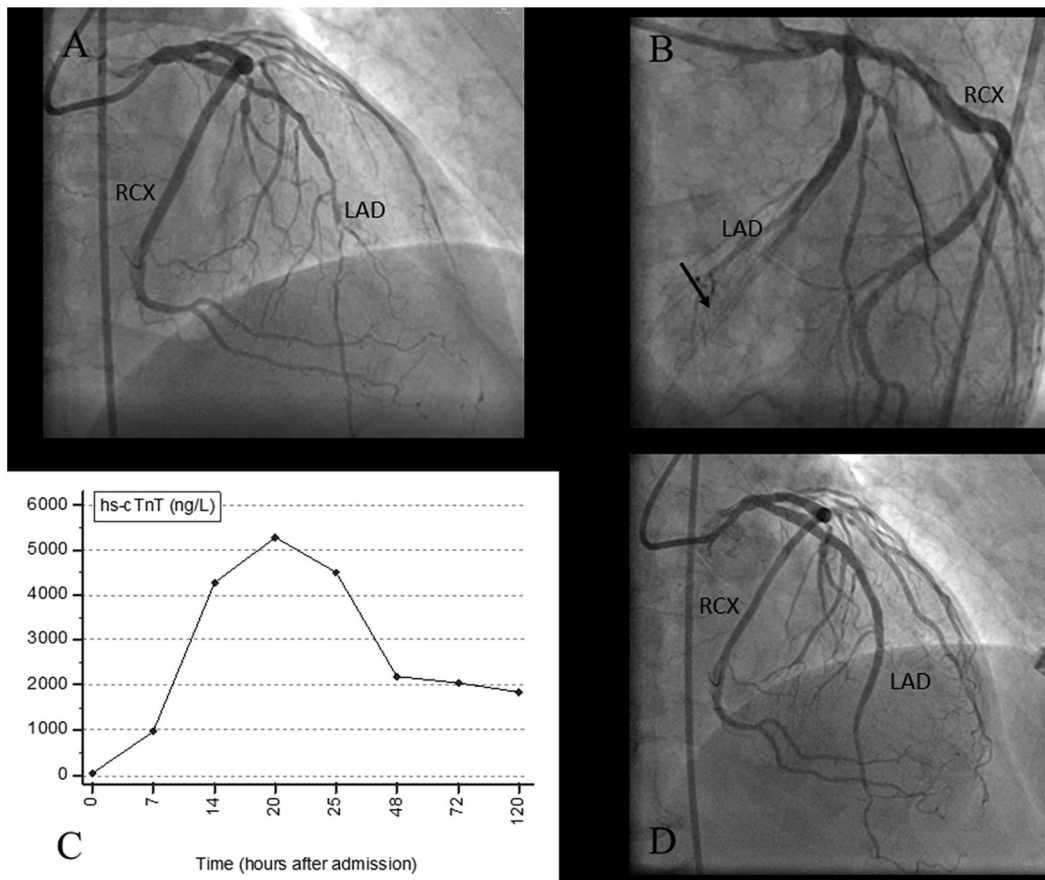 A
RCX
LAD
B
RCX
LAD
hs-cTnT (ng/L)
6000
5000
4000
3000
2000
1000
0
0
7
14
20
25
48
72
120
Time (hours after admission)
C
RCX
LAD
D